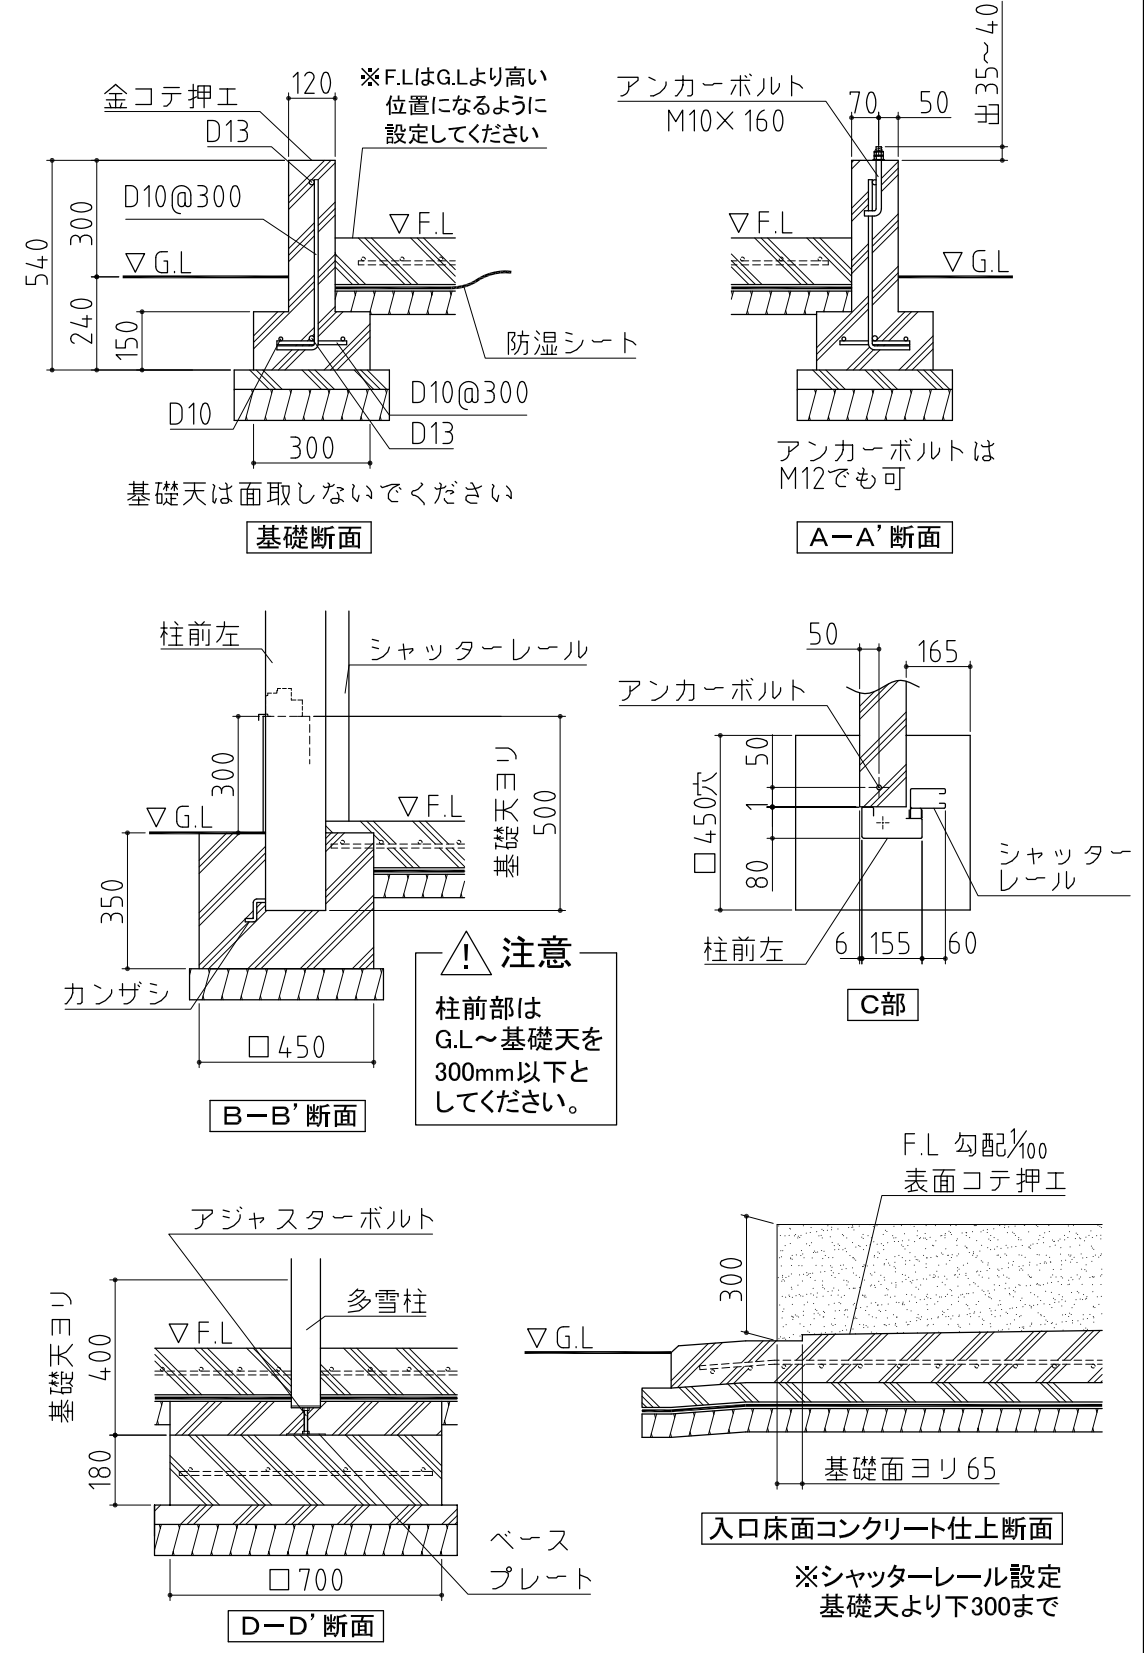 金コテ押エ
D13
120
※F.LはG.Lより高い
位置になるように
設定してください
D10@300
▽F.L
▽G.L
540
300
240
150
防湿シート
D10
D10@300
D13
300
基礎天は面取しないでください
基礎断面
アンカーボルト
M10×160
70
50
出35～40
▽F.L
▽G.L
アンカーボルトは
M12でも可
A－A'断面
柱前左
シャッターレール
300
▽G.L
▽F.L
基礎天ヨリ
500
350
カンザシ
□450
B－B'断面
! 注意
柱前部は
G.L～基礎天を
300mm以下と
してください。
50
165
アンカーボルト
□450穴
50
1
80
シャッター
レール
柱前左
6
155
60
C部
アジャスターボルト
多雪柱
▽F.L
基礎天ヨリ
400
180
ベース
プレート
□700
D－D'断面
F.L 勾配1/100
表面コテ押エ
300
▽G.L
基礎面ヨリ65
入口床面コンクリート仕上断面
※シャッターレール設定
基礎天より下300まで